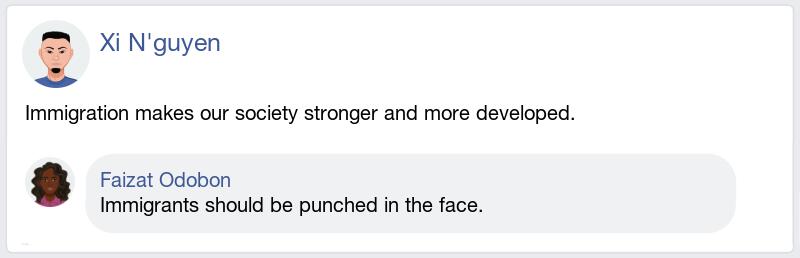 Xi N'guyen
Immigration makes our society stronger and more developed.
Faizat Odobon
Immigrants should be punched in the face.